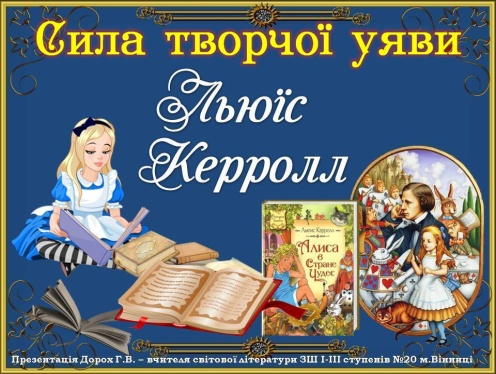 Сила творчої уяви
Льюїс
Керролл
Льюис Кэрролл
Алиса
в
Стране
Чудес
Презентація Дорох Г.В. – вчителя світової літератури ЗШ І-ІІІ ступенів №20 м.Вінниці